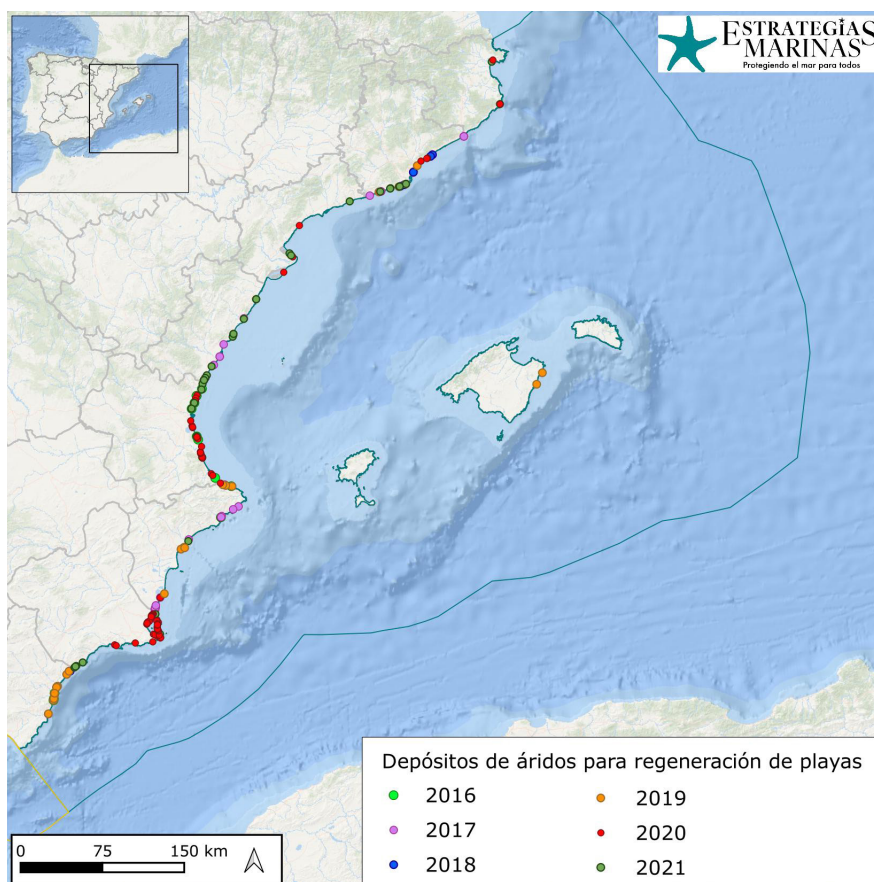 ESTRATEGIAS
MARINAS
Protegiendo el mar para todos
Depósitos de áridos para regeneración de playas
2016
2017
2018
2019
2020
2021
0 75 150 km